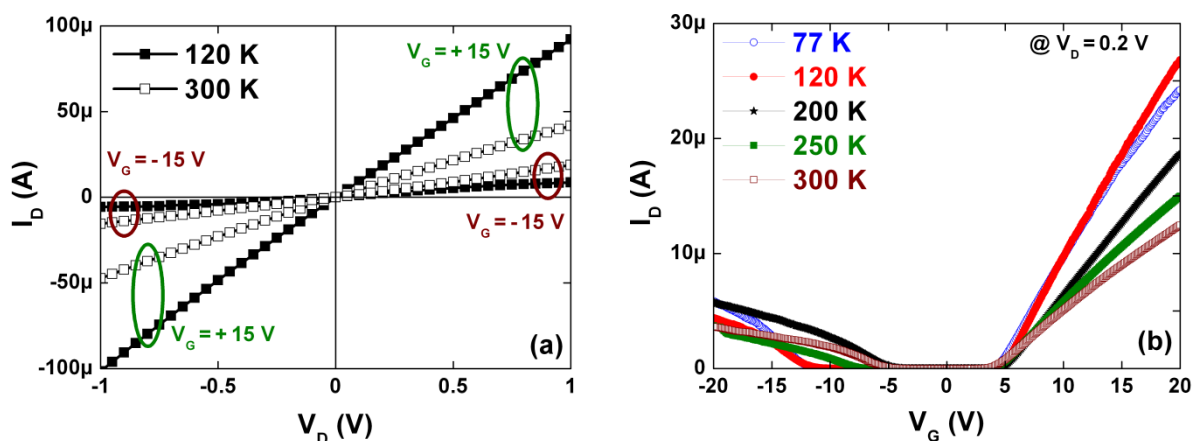 100µ
50µ
0
-50µ
-100µ
I_D (A)
120 K
300 K
V_G = + 15 V
V_G = - 15 V
V_G = - 15 V
V_G = + 15 V
(a)
-1
-0.5
0
0.5
1
V_D (V)
30µ
20µ
10µ
0
I_D (A)
77 K
120 K
200 K
250 K
300 K
@ V_D = 0.2 V
(b)
-20
-15
-10
-5
0
5
10
15
20
V_G (V)